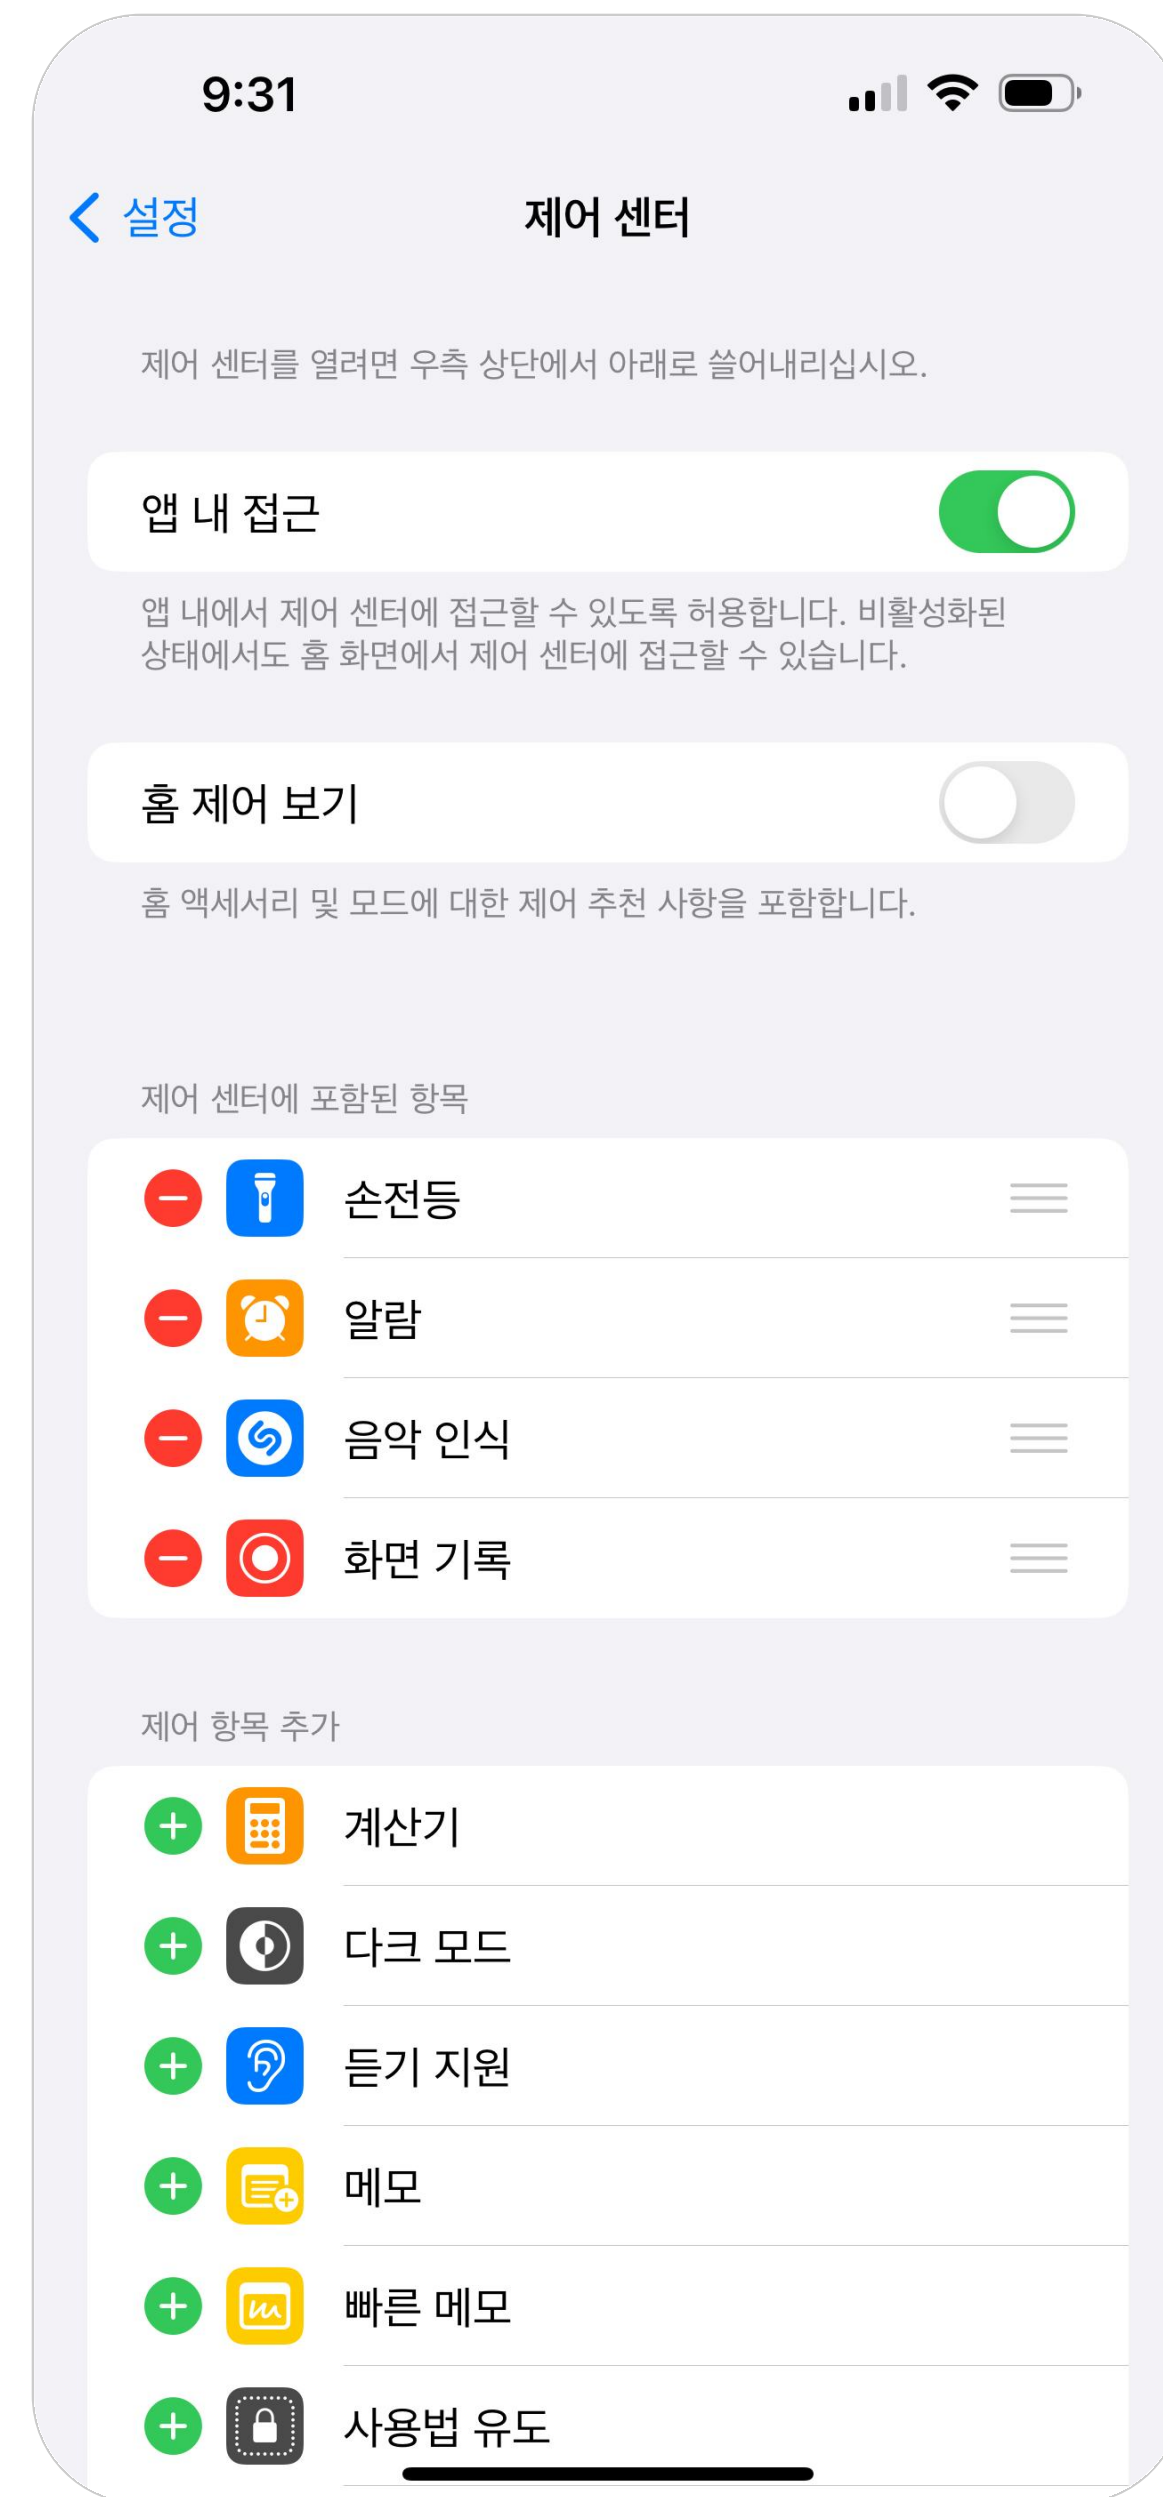 9:31
설정
제어 센터
제어 센터를 열려면 우측 상단에서 아래로 쓸어내리십시오.
앱 내 접근
앱 내에서 제어 센터에 접근할 수 있도록 허용합니다. 비활성화된
상태에서도 홈 화면에서 제어 센터에 접근할 수 있습니다.
홈 제어 보기
홈 액세서리 및 모드에 대한 제어 추천 사항을 포함합니다.
제어 센터에 포함된 항목
손전등
알람
음악 인식
화면 기록
제어 항목 추가
계산기
다크 모드
듣기 지원
메모
빠른 메모
사용법 유도